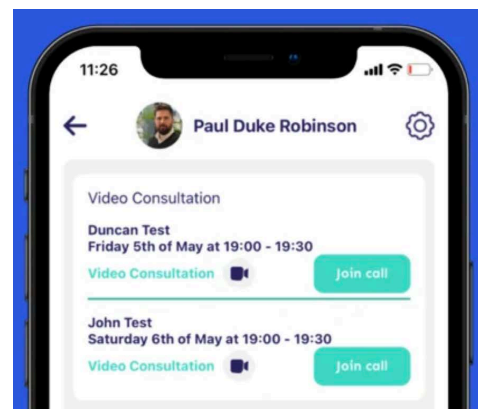 11:26
Paul Duke Robinson
Video Consultation
Duncan Test
Friday 5th of May at 19:00 - 19:30
Video Consultation
Join call
John Test
Saturday 6th of May at 19:00 - 19:30
Video Consultation
Join call